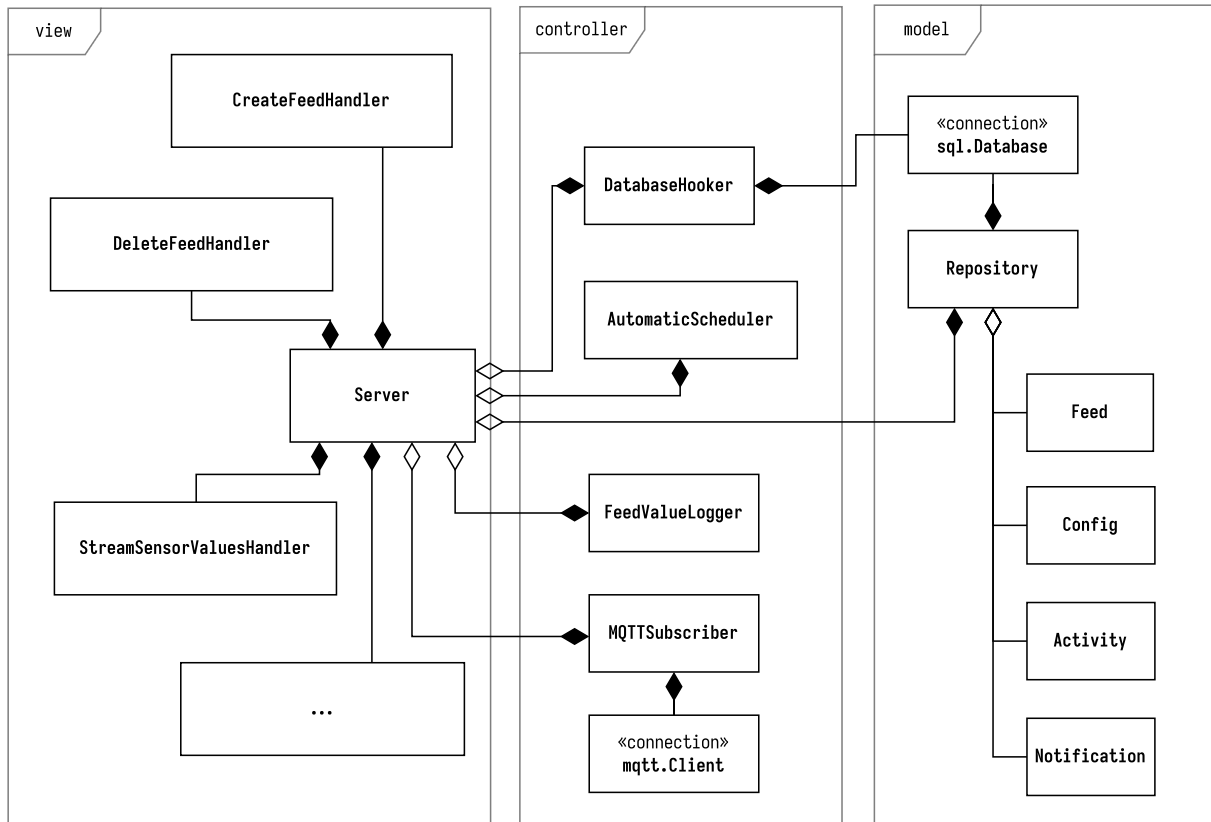 view
CreateFeedHandler
DeleteFeedHandler
Server
StreamSensorValuesHandler
...
controller
DatabaseHooker
AutomaticScheduler
FeedValueLogger
MQTTSubscriber
«connection»
mqtt.Client
model
«connection»
sql.Database
Repository
Feed
Config
Activity
Notification